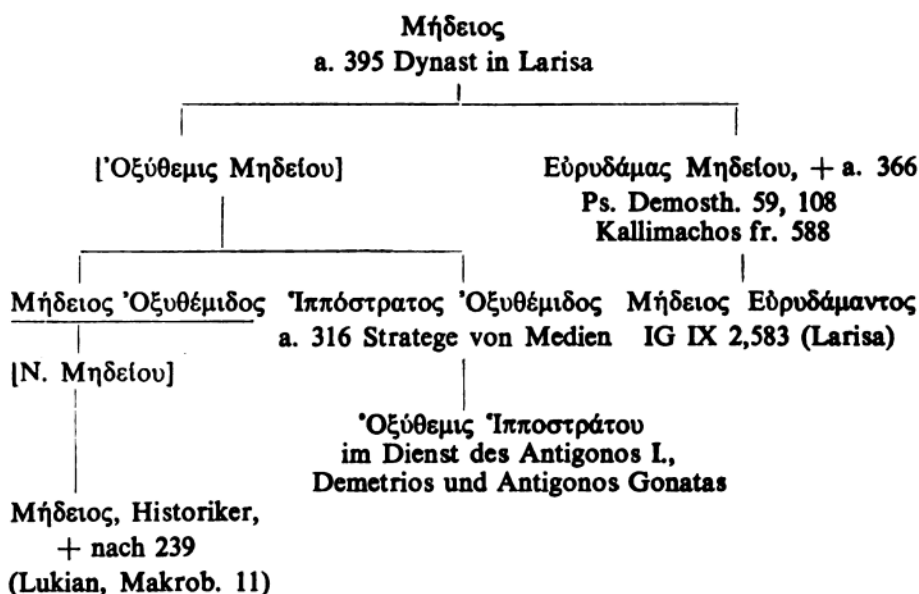 Μήδειος
a. 395 Dynast in Larisa
[Ὀξύθεμις Μηδείου]
Εὐρυδάμας Μηδείου, + a. 366
Ps. Demosth. 59, 108
Kallimachos fr. 588
Μήδειος Ὀξυθέμιδος
Ἱππόστρατος Ὀξυθέμιδος
a. 316 Stratege von Medien
Μήδειος Εὐρυδάμαντος
IG IX 2,583 (Larisa)
[N. Μηδείου]
Ὀξύθεμις Ἱπποστράτου
im Dienst des Antigonos I.,
Demetrios und Antigonos Gonatas
Μήδειος, Historiker,
+ nach 239
(Lukian, Makrob. 11)